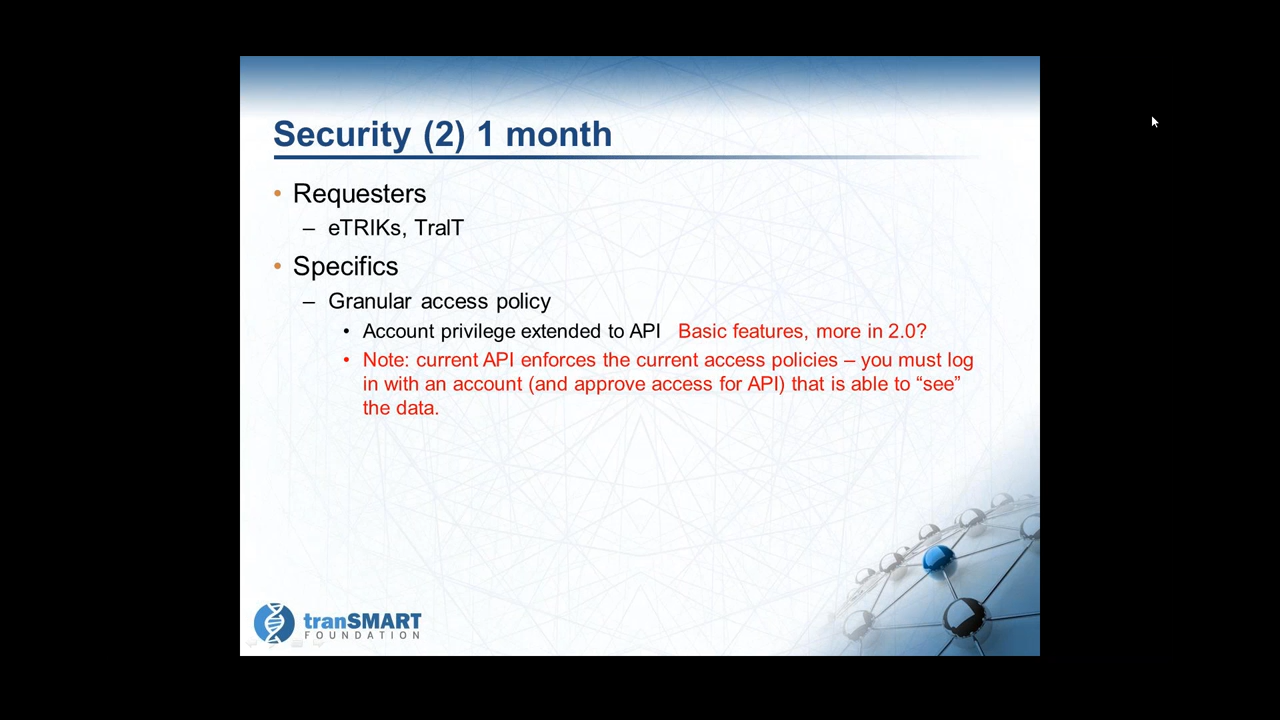 Security (2) 1 month
• Requesters
– eTRIKs, TraIT
• Specifics
– Granular access policy
• Account privilege extended to API Basic features, more in 2.0?
• Note: current API enforces the current access policies – you must log
in with an account (and approve access for API) that is able to “see”
the data.
tranSMART
FOUNDATION